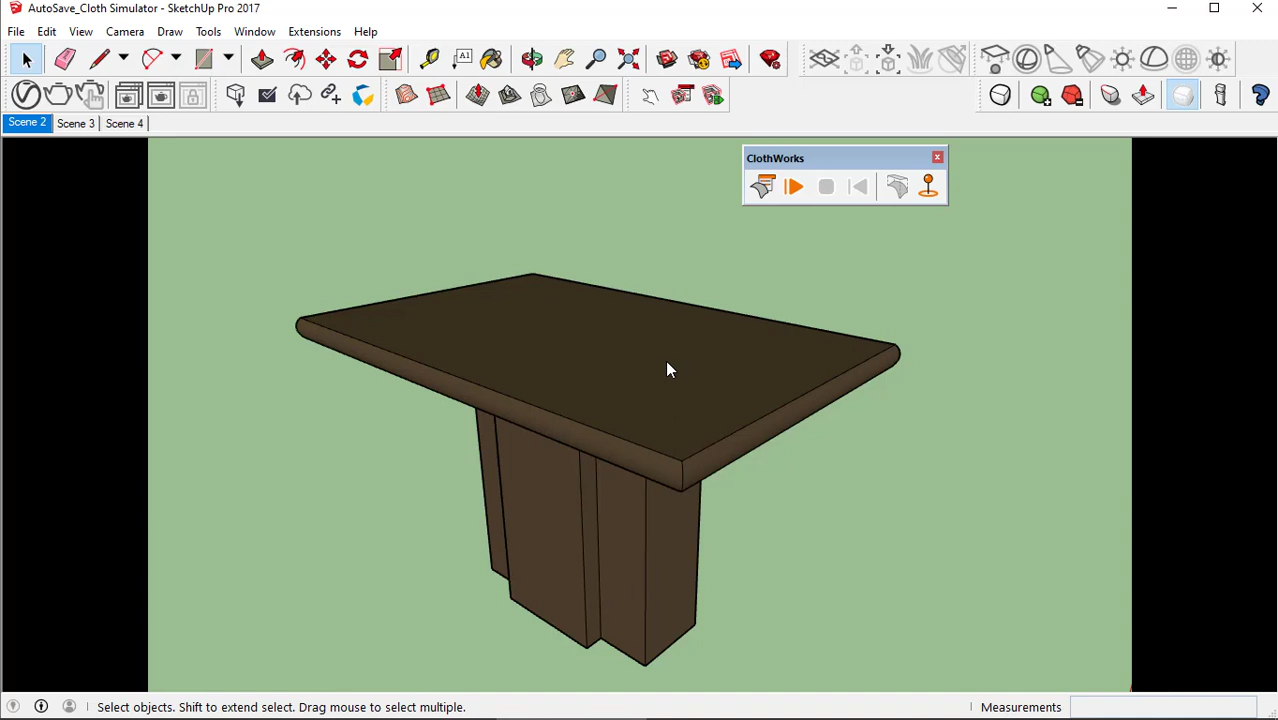 AutoSave_Cloth Simulator - SketchUp Pro 2017
File Edit View Camera Draw Tools Window Extensions Help
A1
Scene 2 Scene 3 Scene 4
ClothWorks
Select objects. Shift to extend select. Drag mouse to select multiple.
Measurements